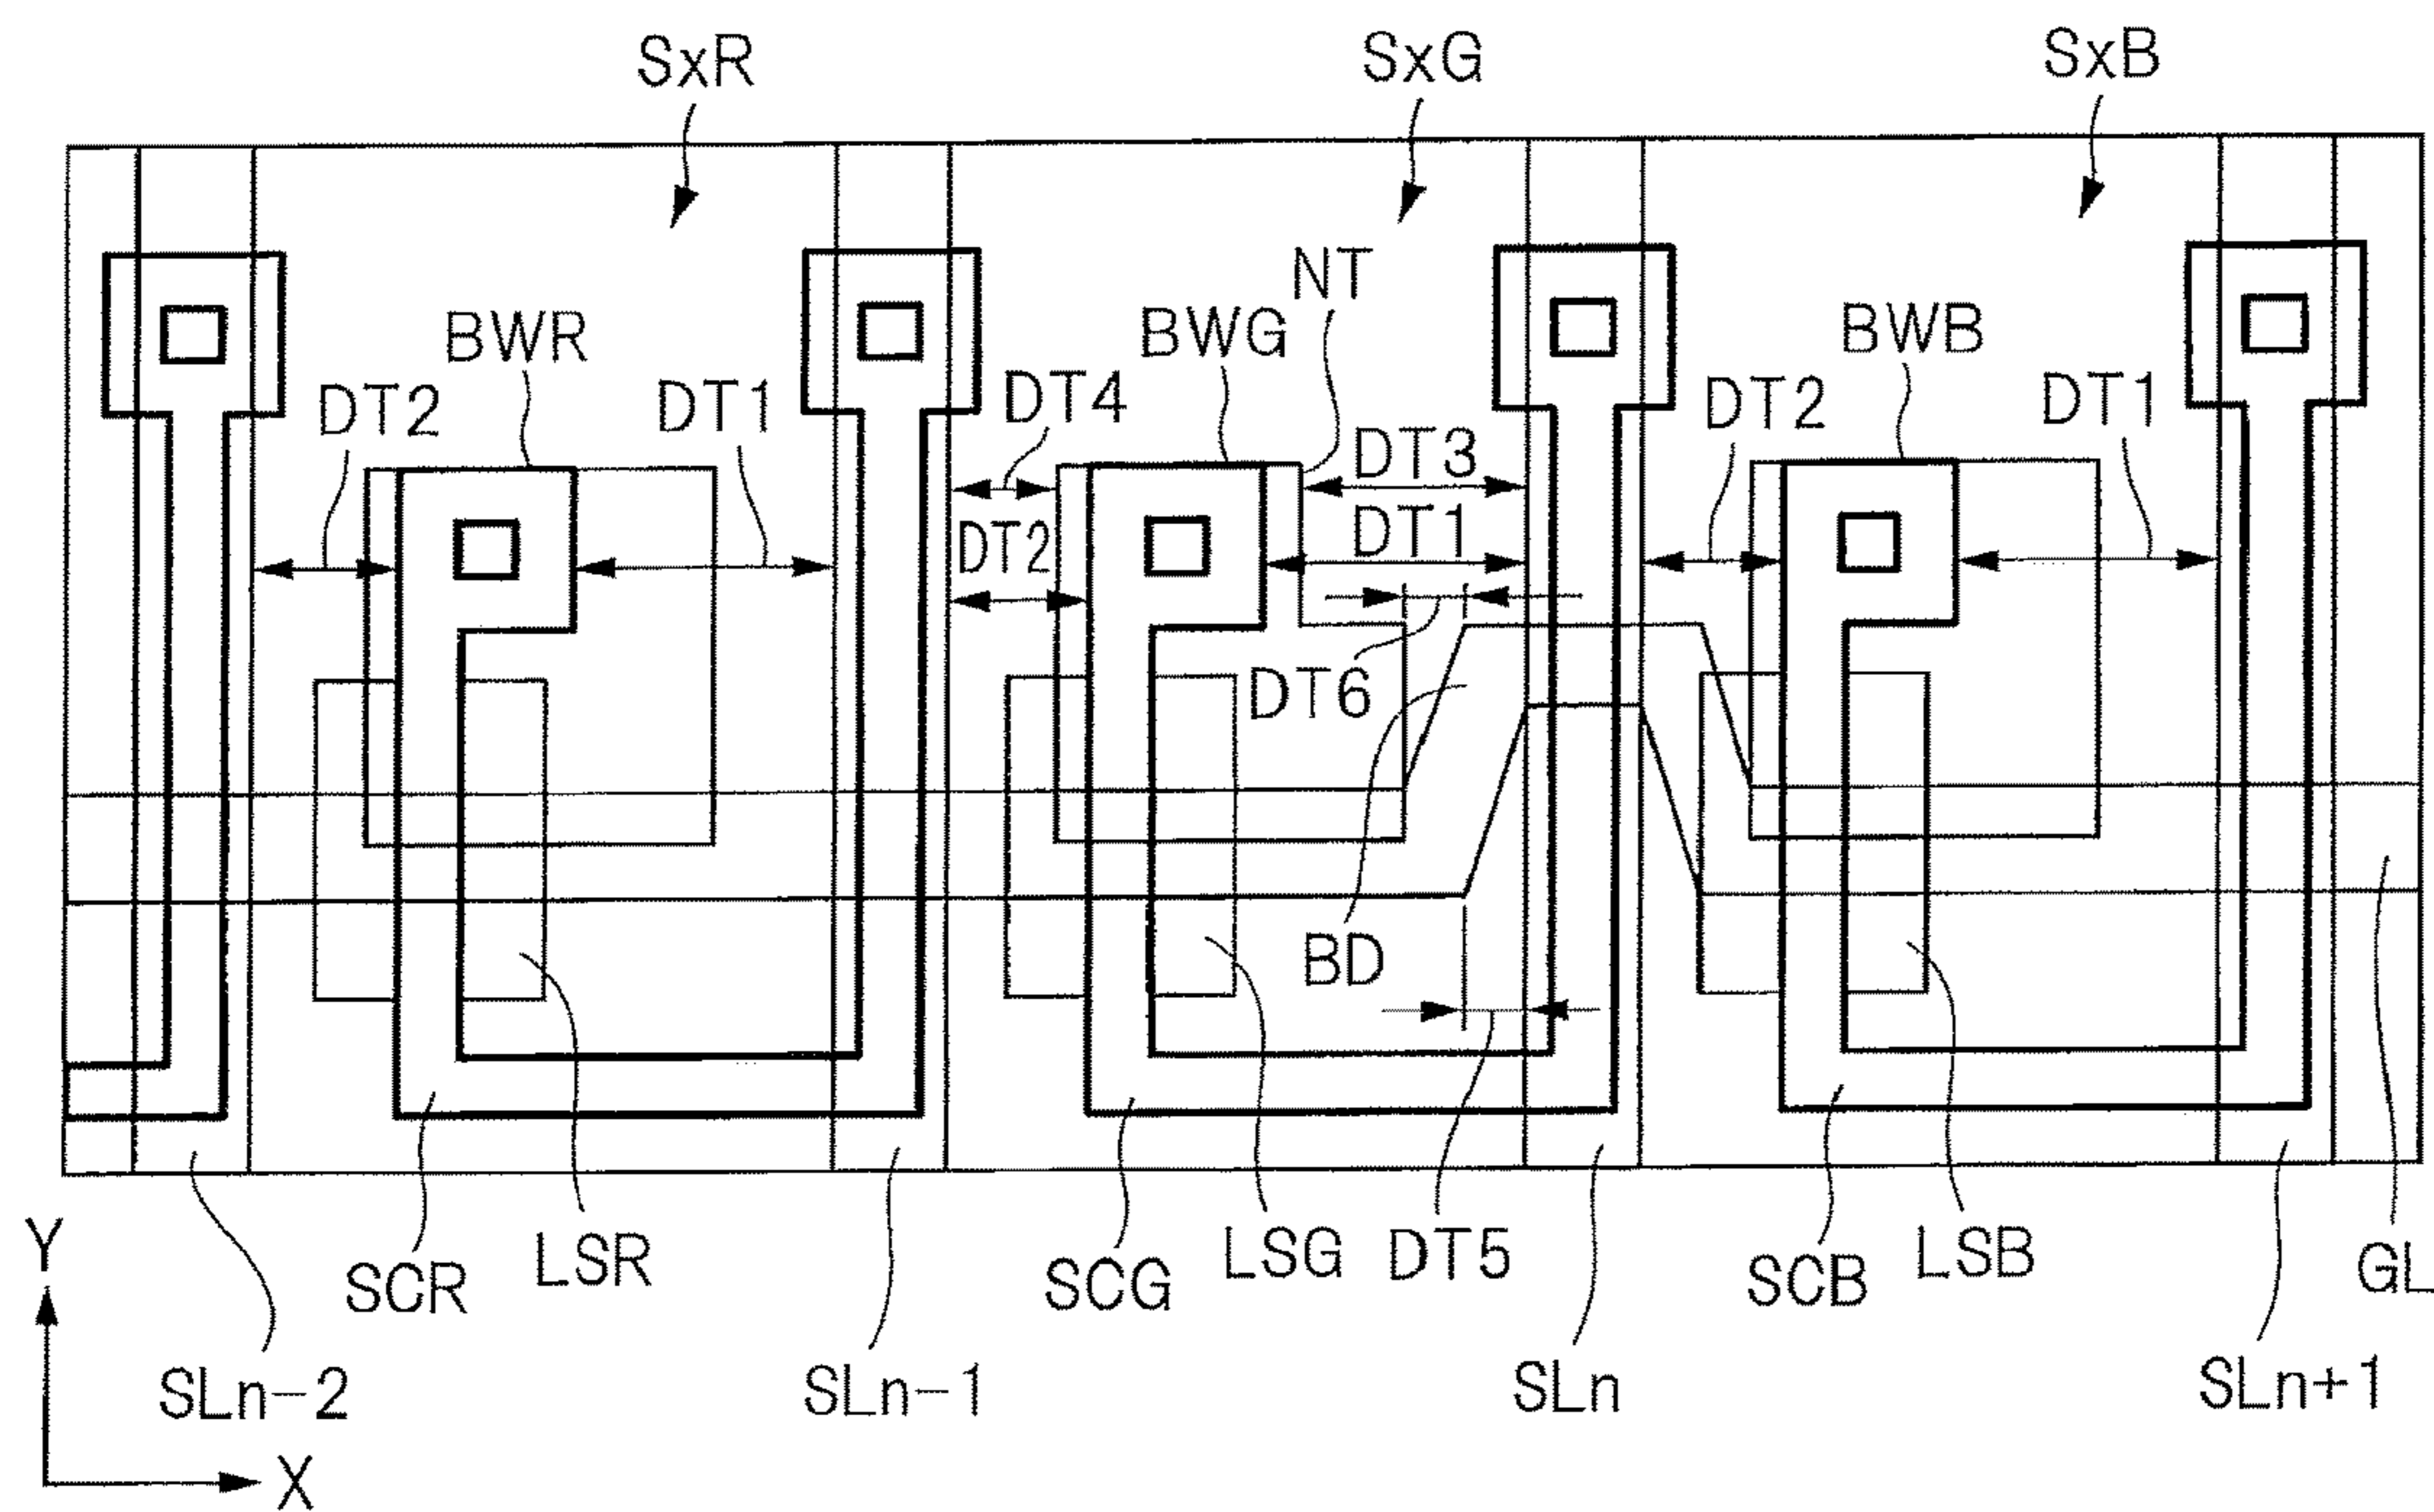 SxR
SxG
SxB
NT
BWR
BWG
BWB
DT2
DT1
DT4
DT3
DT2
DT1
DT2
DT1
DT6
BD
LSR
LSG
DT5
LSB
GL
SCR
SCG
SCB
SLn-2
SLn-1
SLn
SLn+1
Y
X